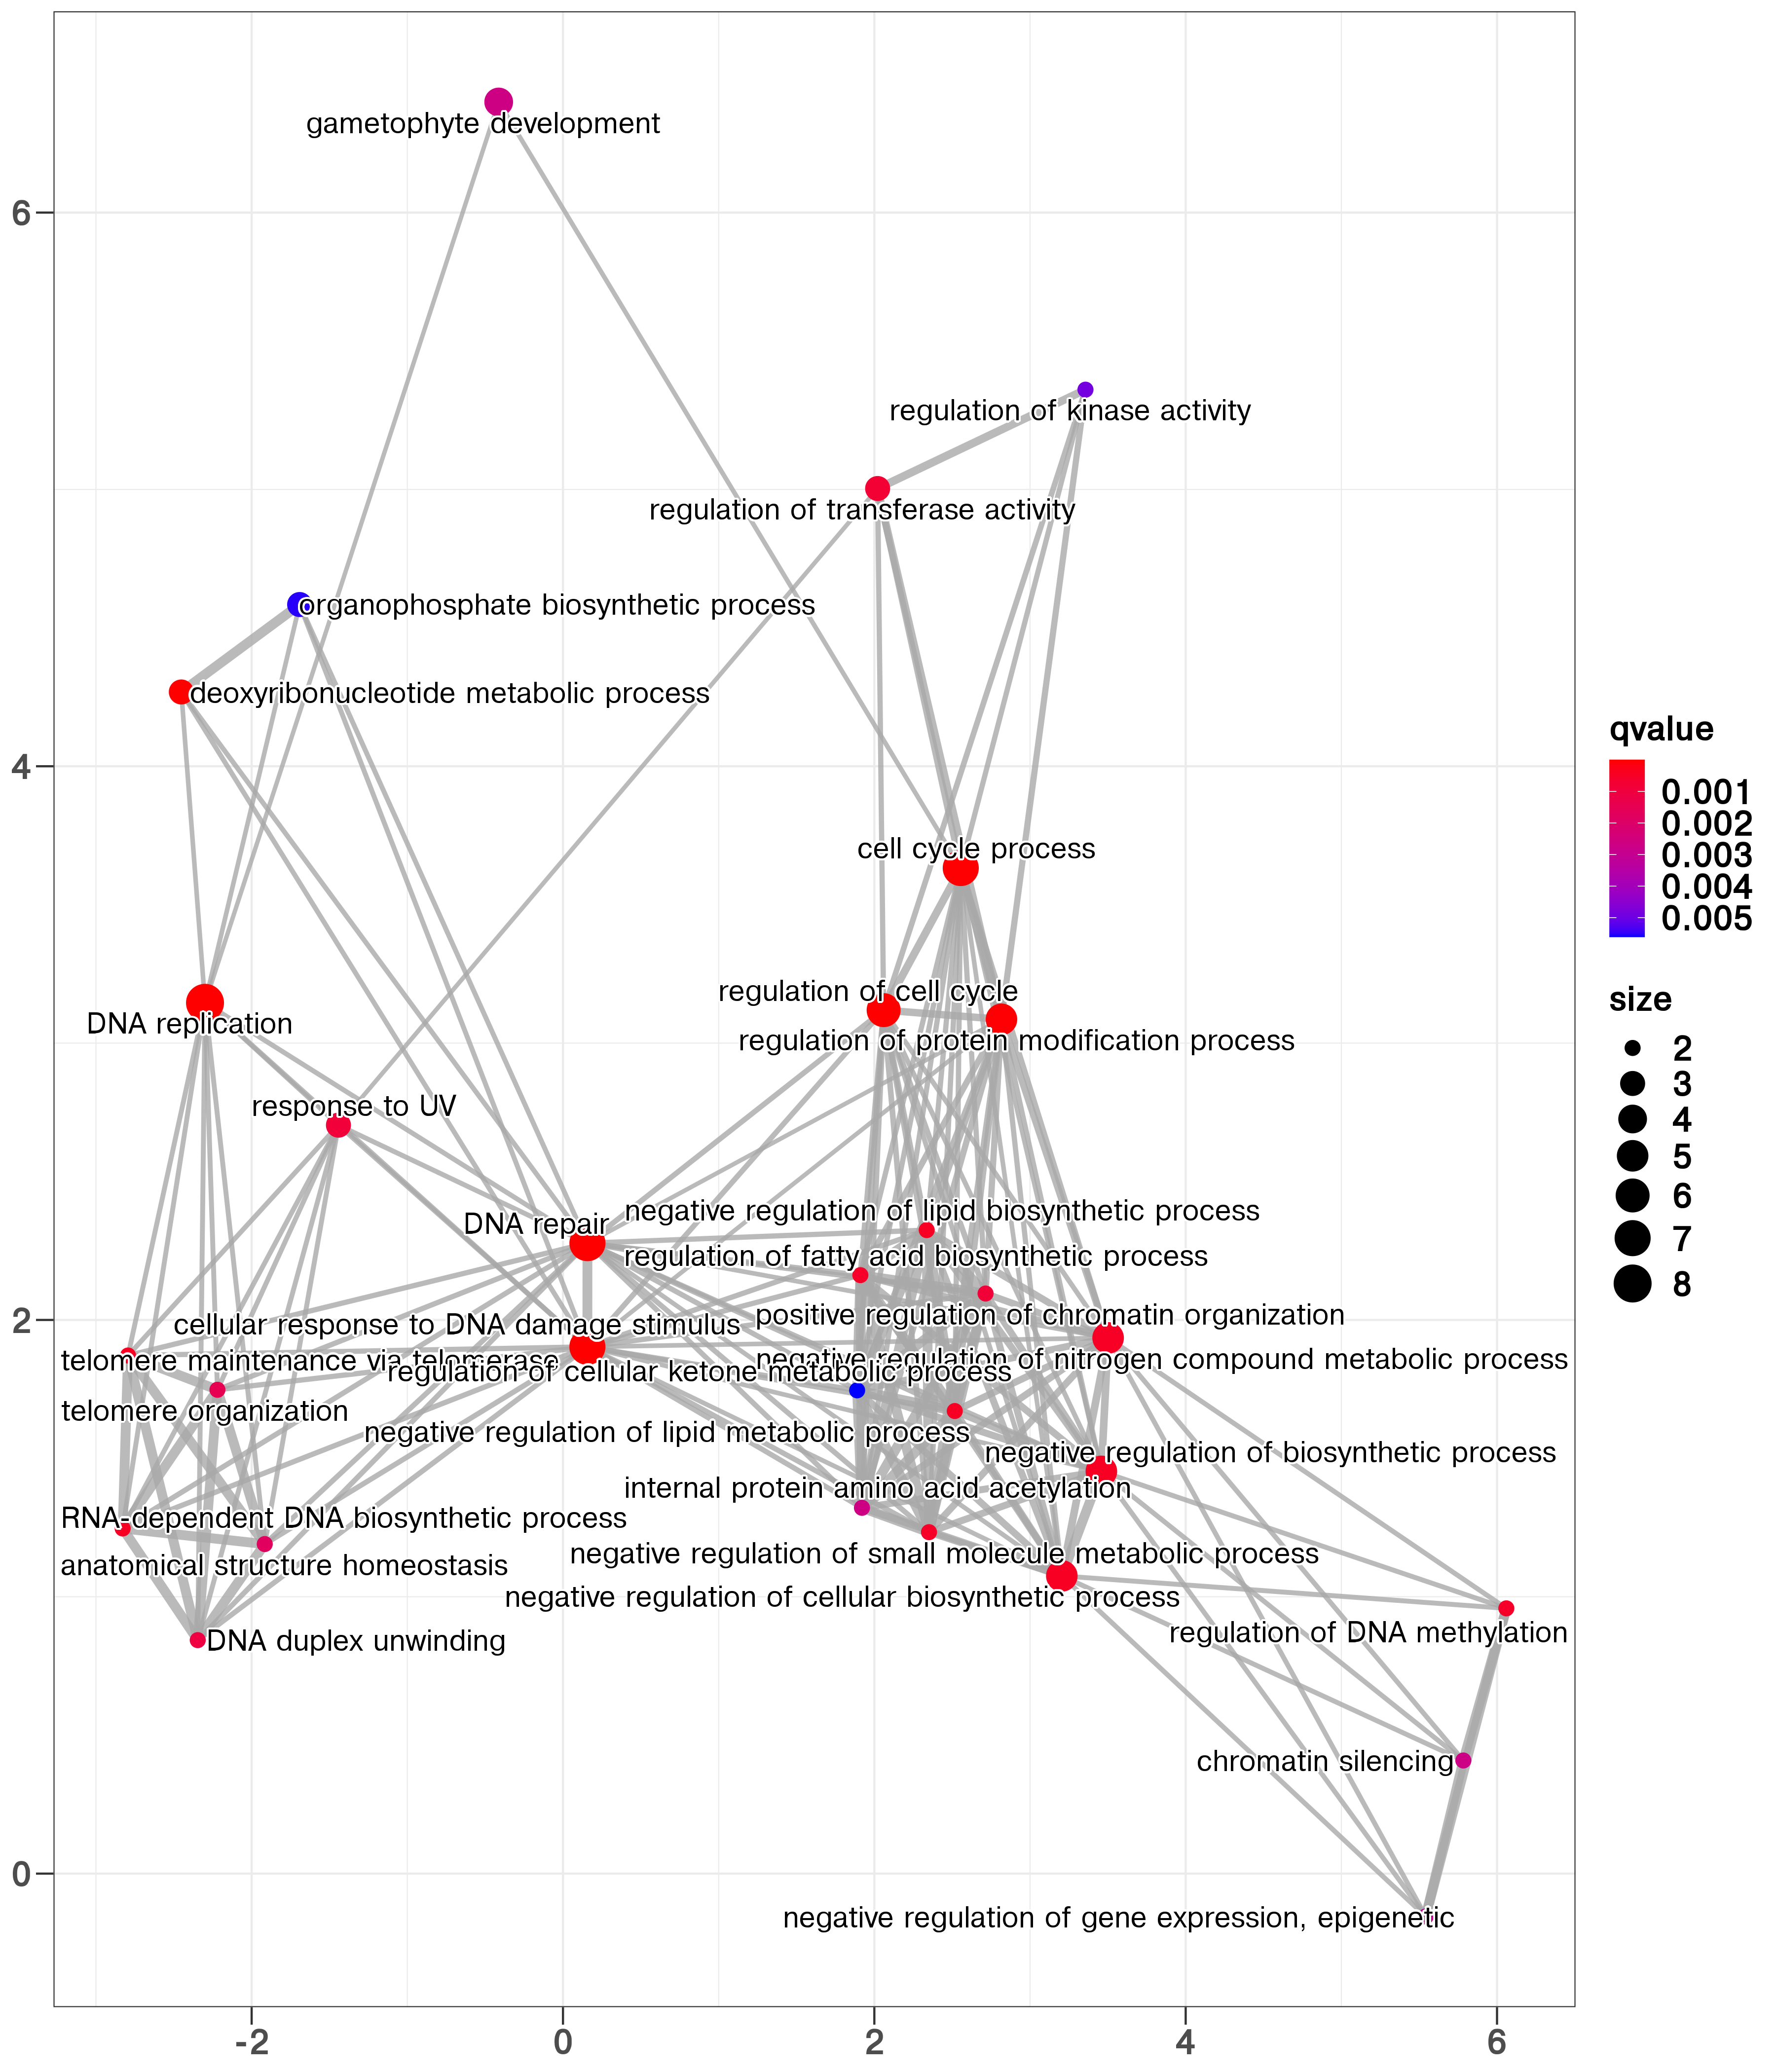 gametophyte development
6
regulation of kinase activity
regulation of transferase activity
organophosphate biosynthetic process
deoxyribonucleotide metabolic process
4
cell cycle process
regulation of cell cycle
DNA replication
regulation of protein modification process
response to UV
negative regulation of lipid biosynthetic process
DNA repair
regulation of fatty acid biosynthetic process
positive regulation of chromatin organization
2
cellular response to DNA damage stimulus
telomere maintenance via telomerase
negative regulation of nitrogen compound metabolic process
regulation of cellular ketone metabolic process
telomere organization
negative regulation of lipid metabolic process
negative regulation of biosynthetic process
internal protein amino acid acetylation
RNA-dependent DNA biosynthetic process
negative regulation of small molecule metabolic process
anatomical structure homeostasis
negative regulation of cellular biosynthetic process
regulation of DNA methylation
DNA duplex unwinding
chromatin silencing
0
negative regulation of gene expression, epigenetic
-2
0
2
4
6
qvalue
0.001
0.002
0.003
0.004
0.005
size
2
3
4
5
6
7
8